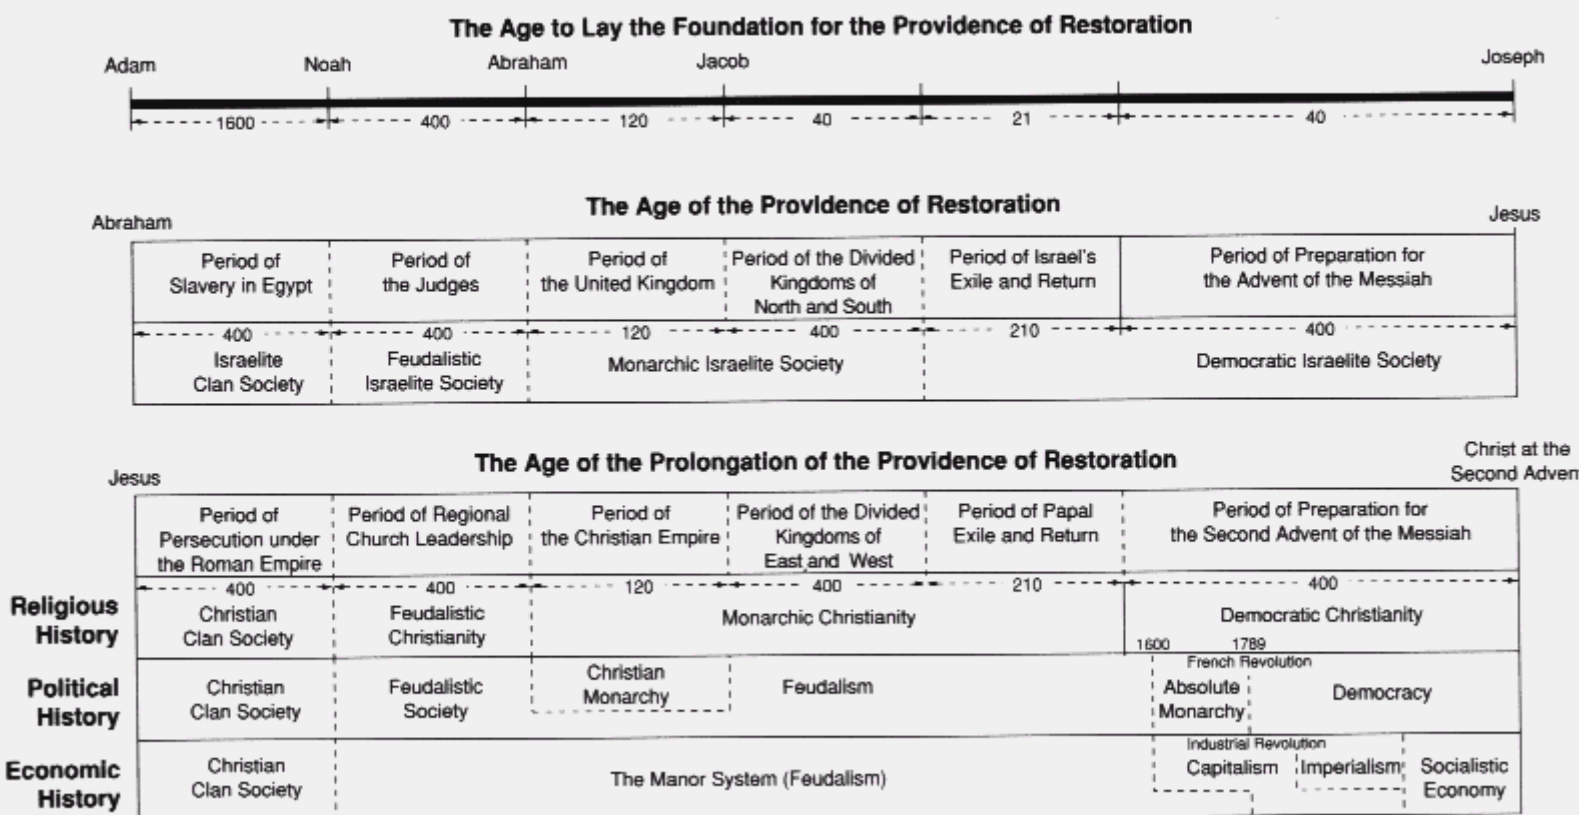 The Age to Lay the Foundation for the Providence of Restoration
Adam Noah Abraham Jacob Joseph
1600 400 120 40 21 40
The Age of the Providence of Restoration
Abraham Jesus
Period of Period of Period of Period of the Divided Period of Israel's Period of Preparation for
Slavery in Egypt the Judges the United Kingdom Kingdoms of Exile and Return the Advent of the Messiah
North and South
400 400 120 400 210 400
Israelite Feudalistic Monarchic Israelite Society Democratic Israelite Society
Clan Society Israelite Society
The Age of the Prolongation of the Providence of Restoration
Christ at the
Jesus Second Adven
Period of Period of Regional Period of Period of the Divided Period of Papal Period of Preparation for
Persecution under Church Leadership the Christian Empire Kingdoms of Exile and Return the Second Advent of the Messiah
the Roman Empire East and West
400 400 120 400 210 400
Religious History
Christian Feudalistic Monarchic Christianity Democratic Christianity
Clan Society Christianity
1600 1789
French Revolution
Political History
Christian Feudalistic Christian Feudalism Absolute Democracy
Clan Society Society Monarchy Monarchy
Industrial Revolution
Economic History
Christian The Manor System (Feudalism) Capitalism Imperialism Socialistic
Clan Society Economy